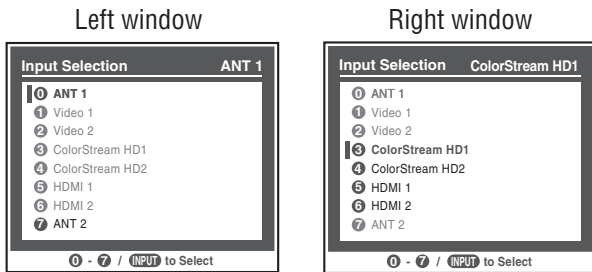 Left window
Input Selection ANT 1
0 ANT 1
1 Video 1
2 Video 2
3 ColorStream HD1
4 ColorStream HD2
5 HDMI 1
6 HDMI 2
7 ANT 2
0 - 7 / INPUT to Select
Right window
Input Selection ColorStream HD1
0 ANT 1
1 Video 1
2 Video 2
3 ColorStream HD1
4 ColorStream HD2
5 HDMI 1
6 HDMI 2
7 ANT 2
0 - 7 / INPUT to Select